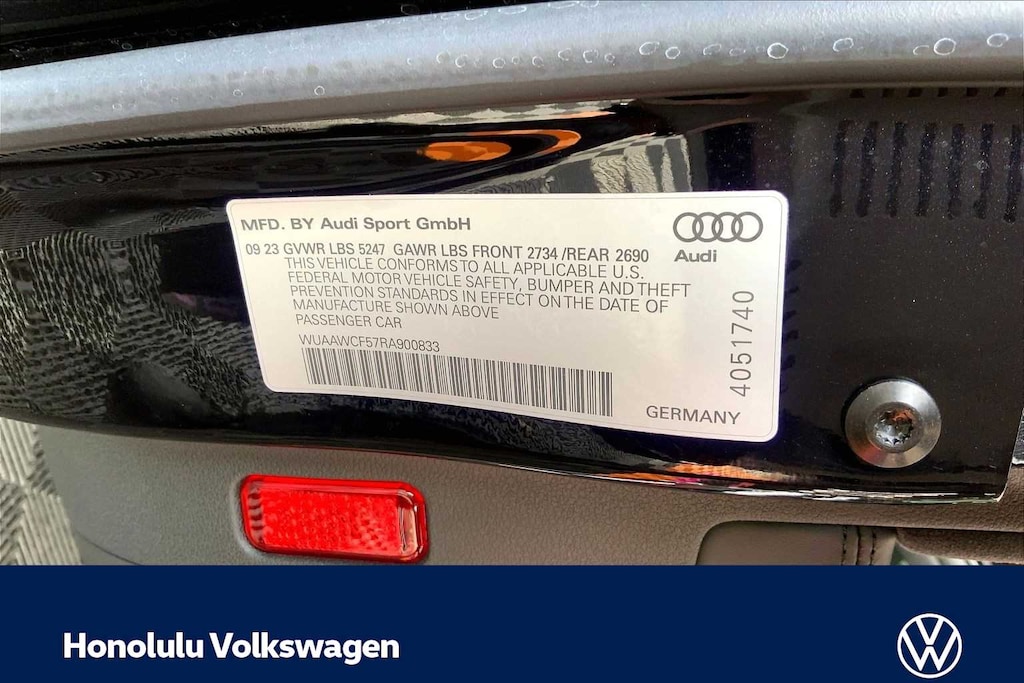 MFD. BY Audi Sport GmbH
09 23 GVWR LBS 5247 GAWR LBS FRONT 2734 /REAR 2690
THIS VEHICLE CONFORMS TO ALL APPLICABLE U.S.
FEDERAL MOTOR VEHICLE SAFETY, BUMPER AND THEFT
PREVENTION STANDARDS IN EFFECT ON THE DATE OF
MANUFACTURE SHOWN ABOVE
PASSENGER CAR
WUAAWCF57RA900833
Audi
4051740
GERMANY
Honolulu Volkswagen